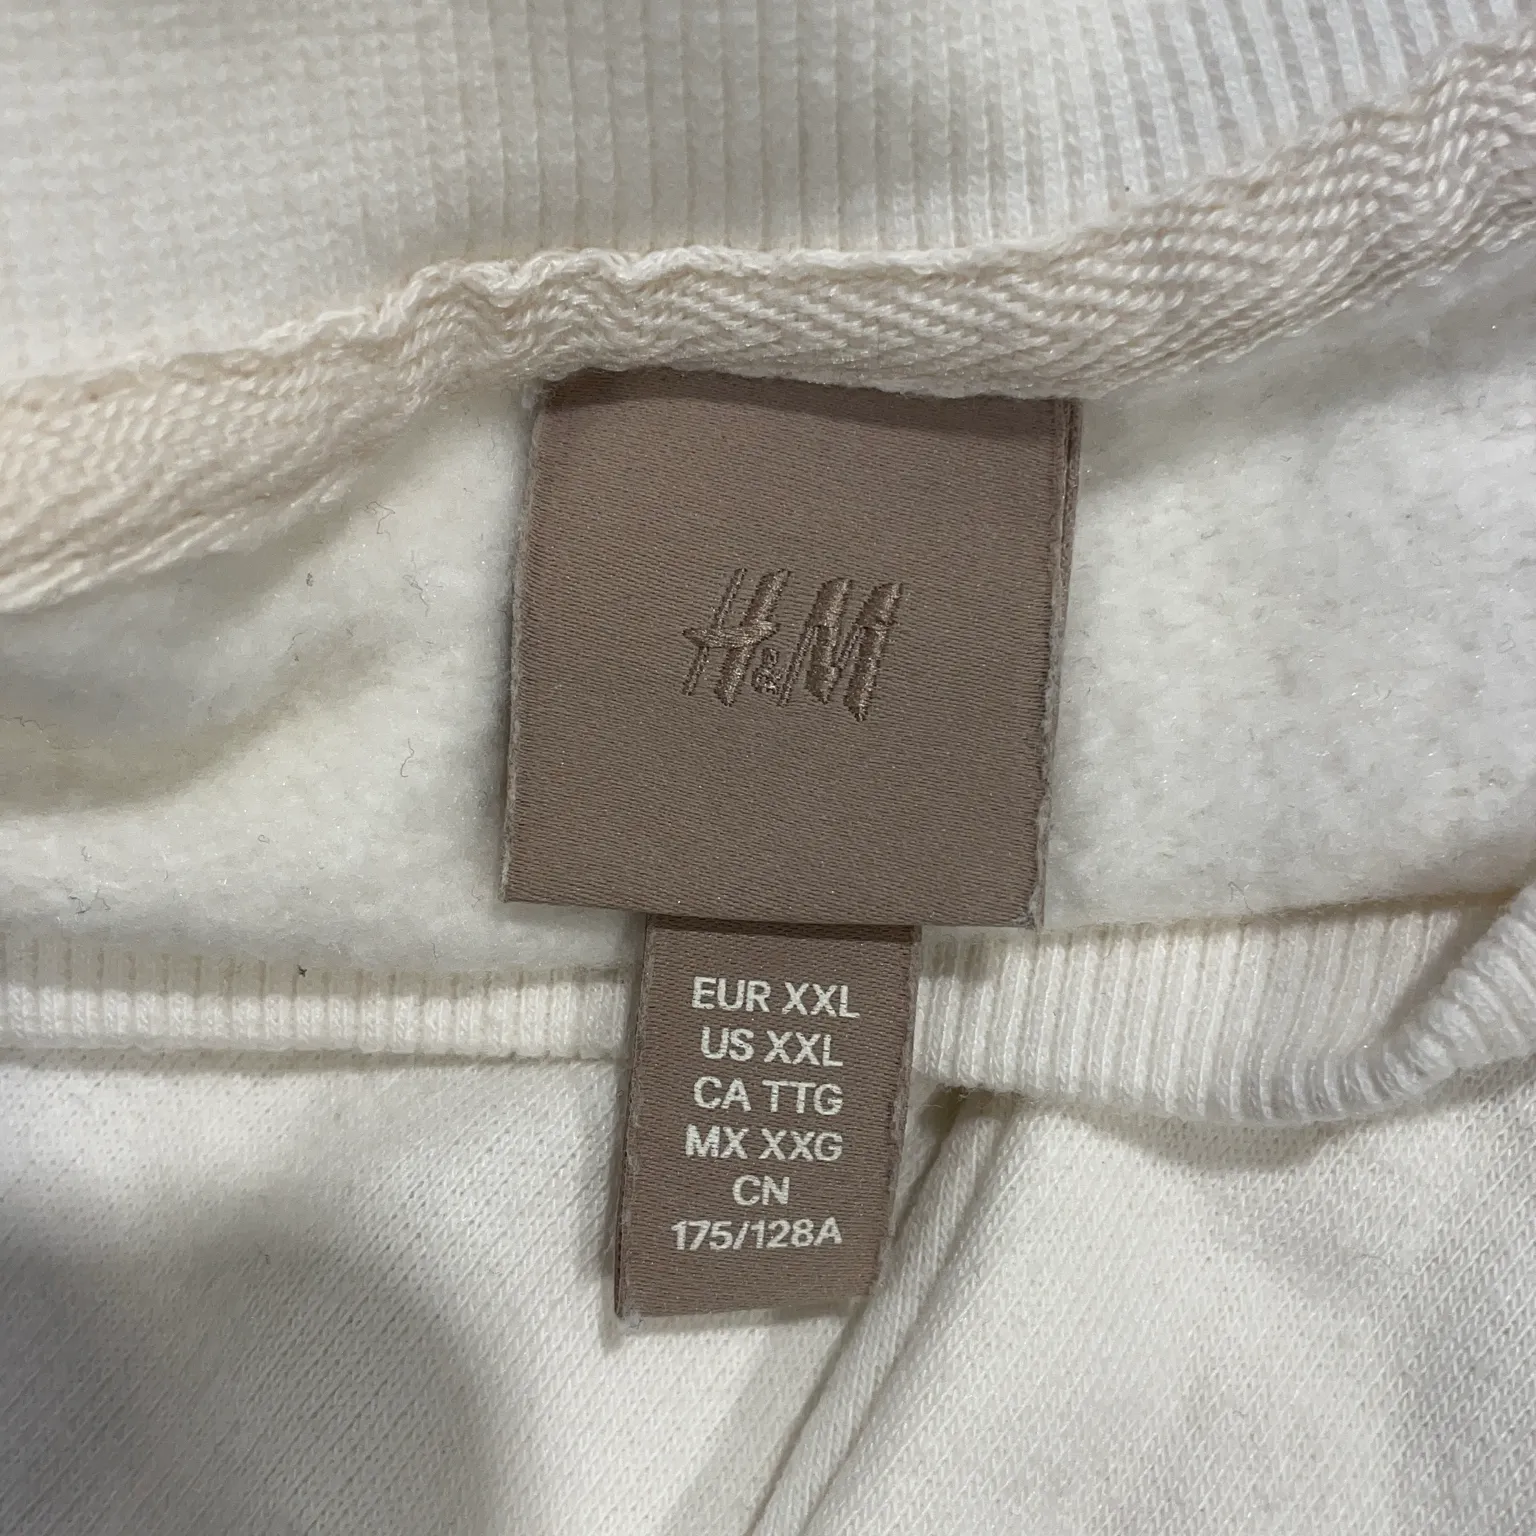 H&M
EUR XXL
US XXL
CA TTG
MX XXG
CN
175/128A